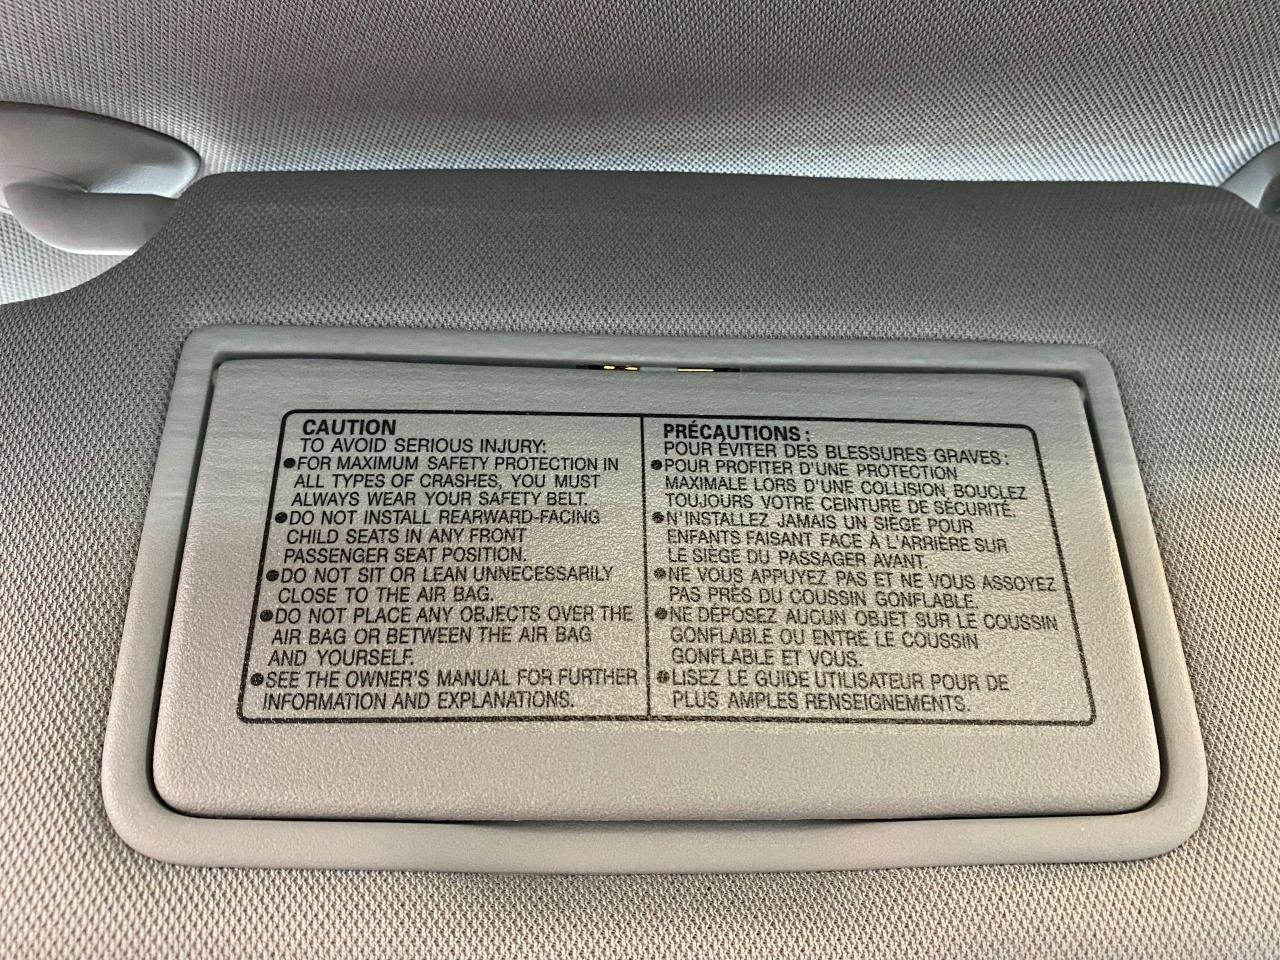 CAUTION
TO AVOID SERIOUS INJURY:
●FOR MAXIMUM SAFETY PROTECTION IN
ALL TYPES OF CRASHES, YOU MUST
ALWAYS WEAR YOUR SAFETY BELT.
●DO NOT INSTALL REARWARD-FACING
CHILD SEATS IN ANY FRONT
PASSENGER SEAT POSITION.
●DO NOT SIT OR LEAN UNNECESSARILY
CLOSE TO THE AIR BAG.
●DO NOT PLACE ANY OBJECTS OVER THE
AIR BAG OR BETWEEN THE AIR BAG
AND YOURSELF.
●SEE THE OWNER'S MANUAL FOR FURTHER
INFORMATION AND EXPLANATIONS.
PRÉCAUTIONS:
POUR ÉVITER DES BLESSURES GRAVES:
●POUR PROFITER D'UNE PROTECTION
MAXIMALE LORS D'UNE COLLISION BOUCLEZ
TOUJOURS VOTRE CEINTURE DE SÉCURITÉ.
●N'INSTALLEZ JAMAIS UN SIÈGE POUR
ENFANTS FAISANT FACE À L'ARRIÈRE SUR
LE SIÈGE DU PASSAGER AVANT.
●NE VOUS APPUYEZ PAS ET NE VOUS ASSOYEZ
PAS PRÈS DU COUSSIN GONFLABLE.
●NE DÉPOSEZ AUCUN OBJET SUR LE COUSSIN
GONFLABLE OU ENTRE LE COUSSIN
GONFLABLE ET VOUS.
●LISEZ LE GUIDE UTILISATEUR POUR DE
PLUS AMPLES RENSEIGNEMENTS.